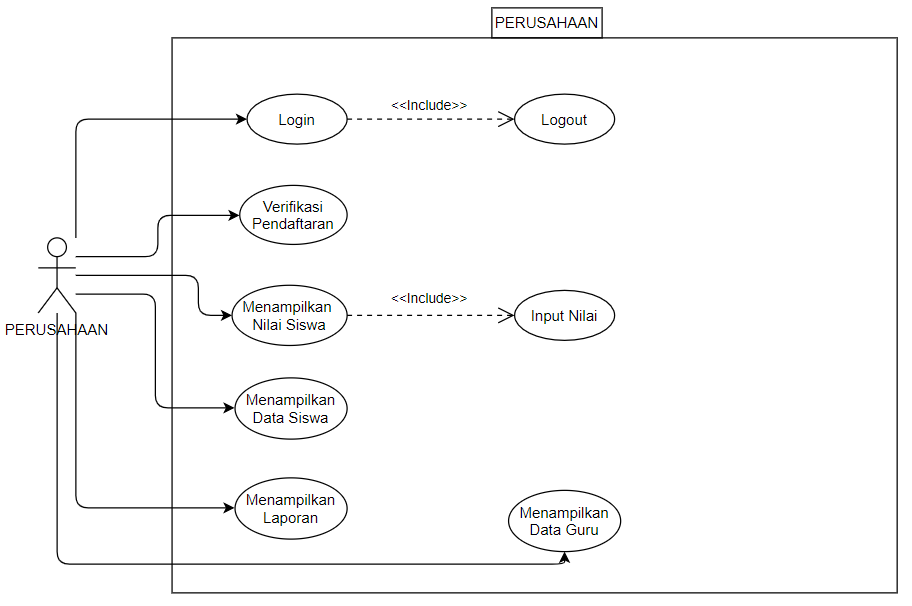 PERUSAHAAN
<<Include>>
Login
Logout
Verifikasi
Pendaftaran
<<Include>>
Menampilkan
Nilai Siswa
Input Nilai
PERUSAHAAN
Menampilkan
Data Siswa
Menampilkan
Laporan
Menampilkan
Data Guru